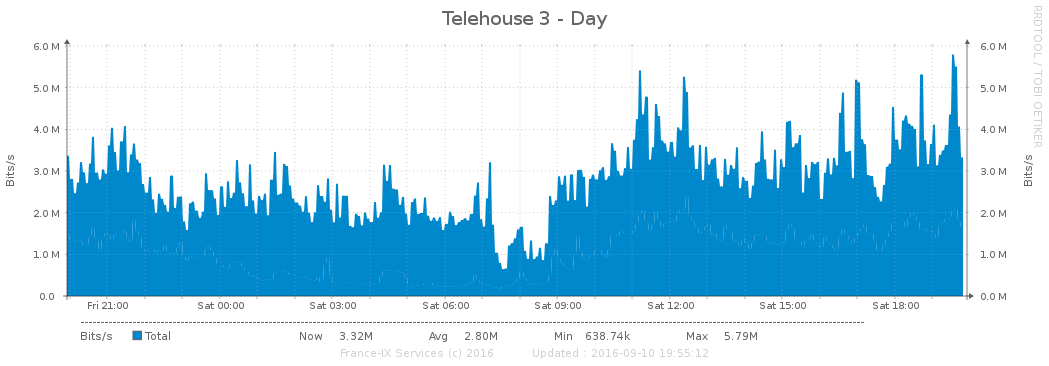 Telehouse 3 - Day
RRDTOOL / TOBI OETIKER
6.0 M 6.0 M
5.0 M 5.0 M
4.0 M 4.0 M
3.0 M 3.0 M
2.0 M 2.0 M
1.0 M 1.0 M
0.0 0.0 M
Bits/s
Bits/s
Fri 21:00 Sat 00:00 Sat 03:00 Sat 06:00 Sat 09:00 Sat 12:00 Sat 15:00 Sat 18:00
Bits/s Total Now 3.32M Avg 2.80M Min 638.74k Max 5.79M
France-IX Services (c) 2016 Updated : 2016-09-10 19:55:12